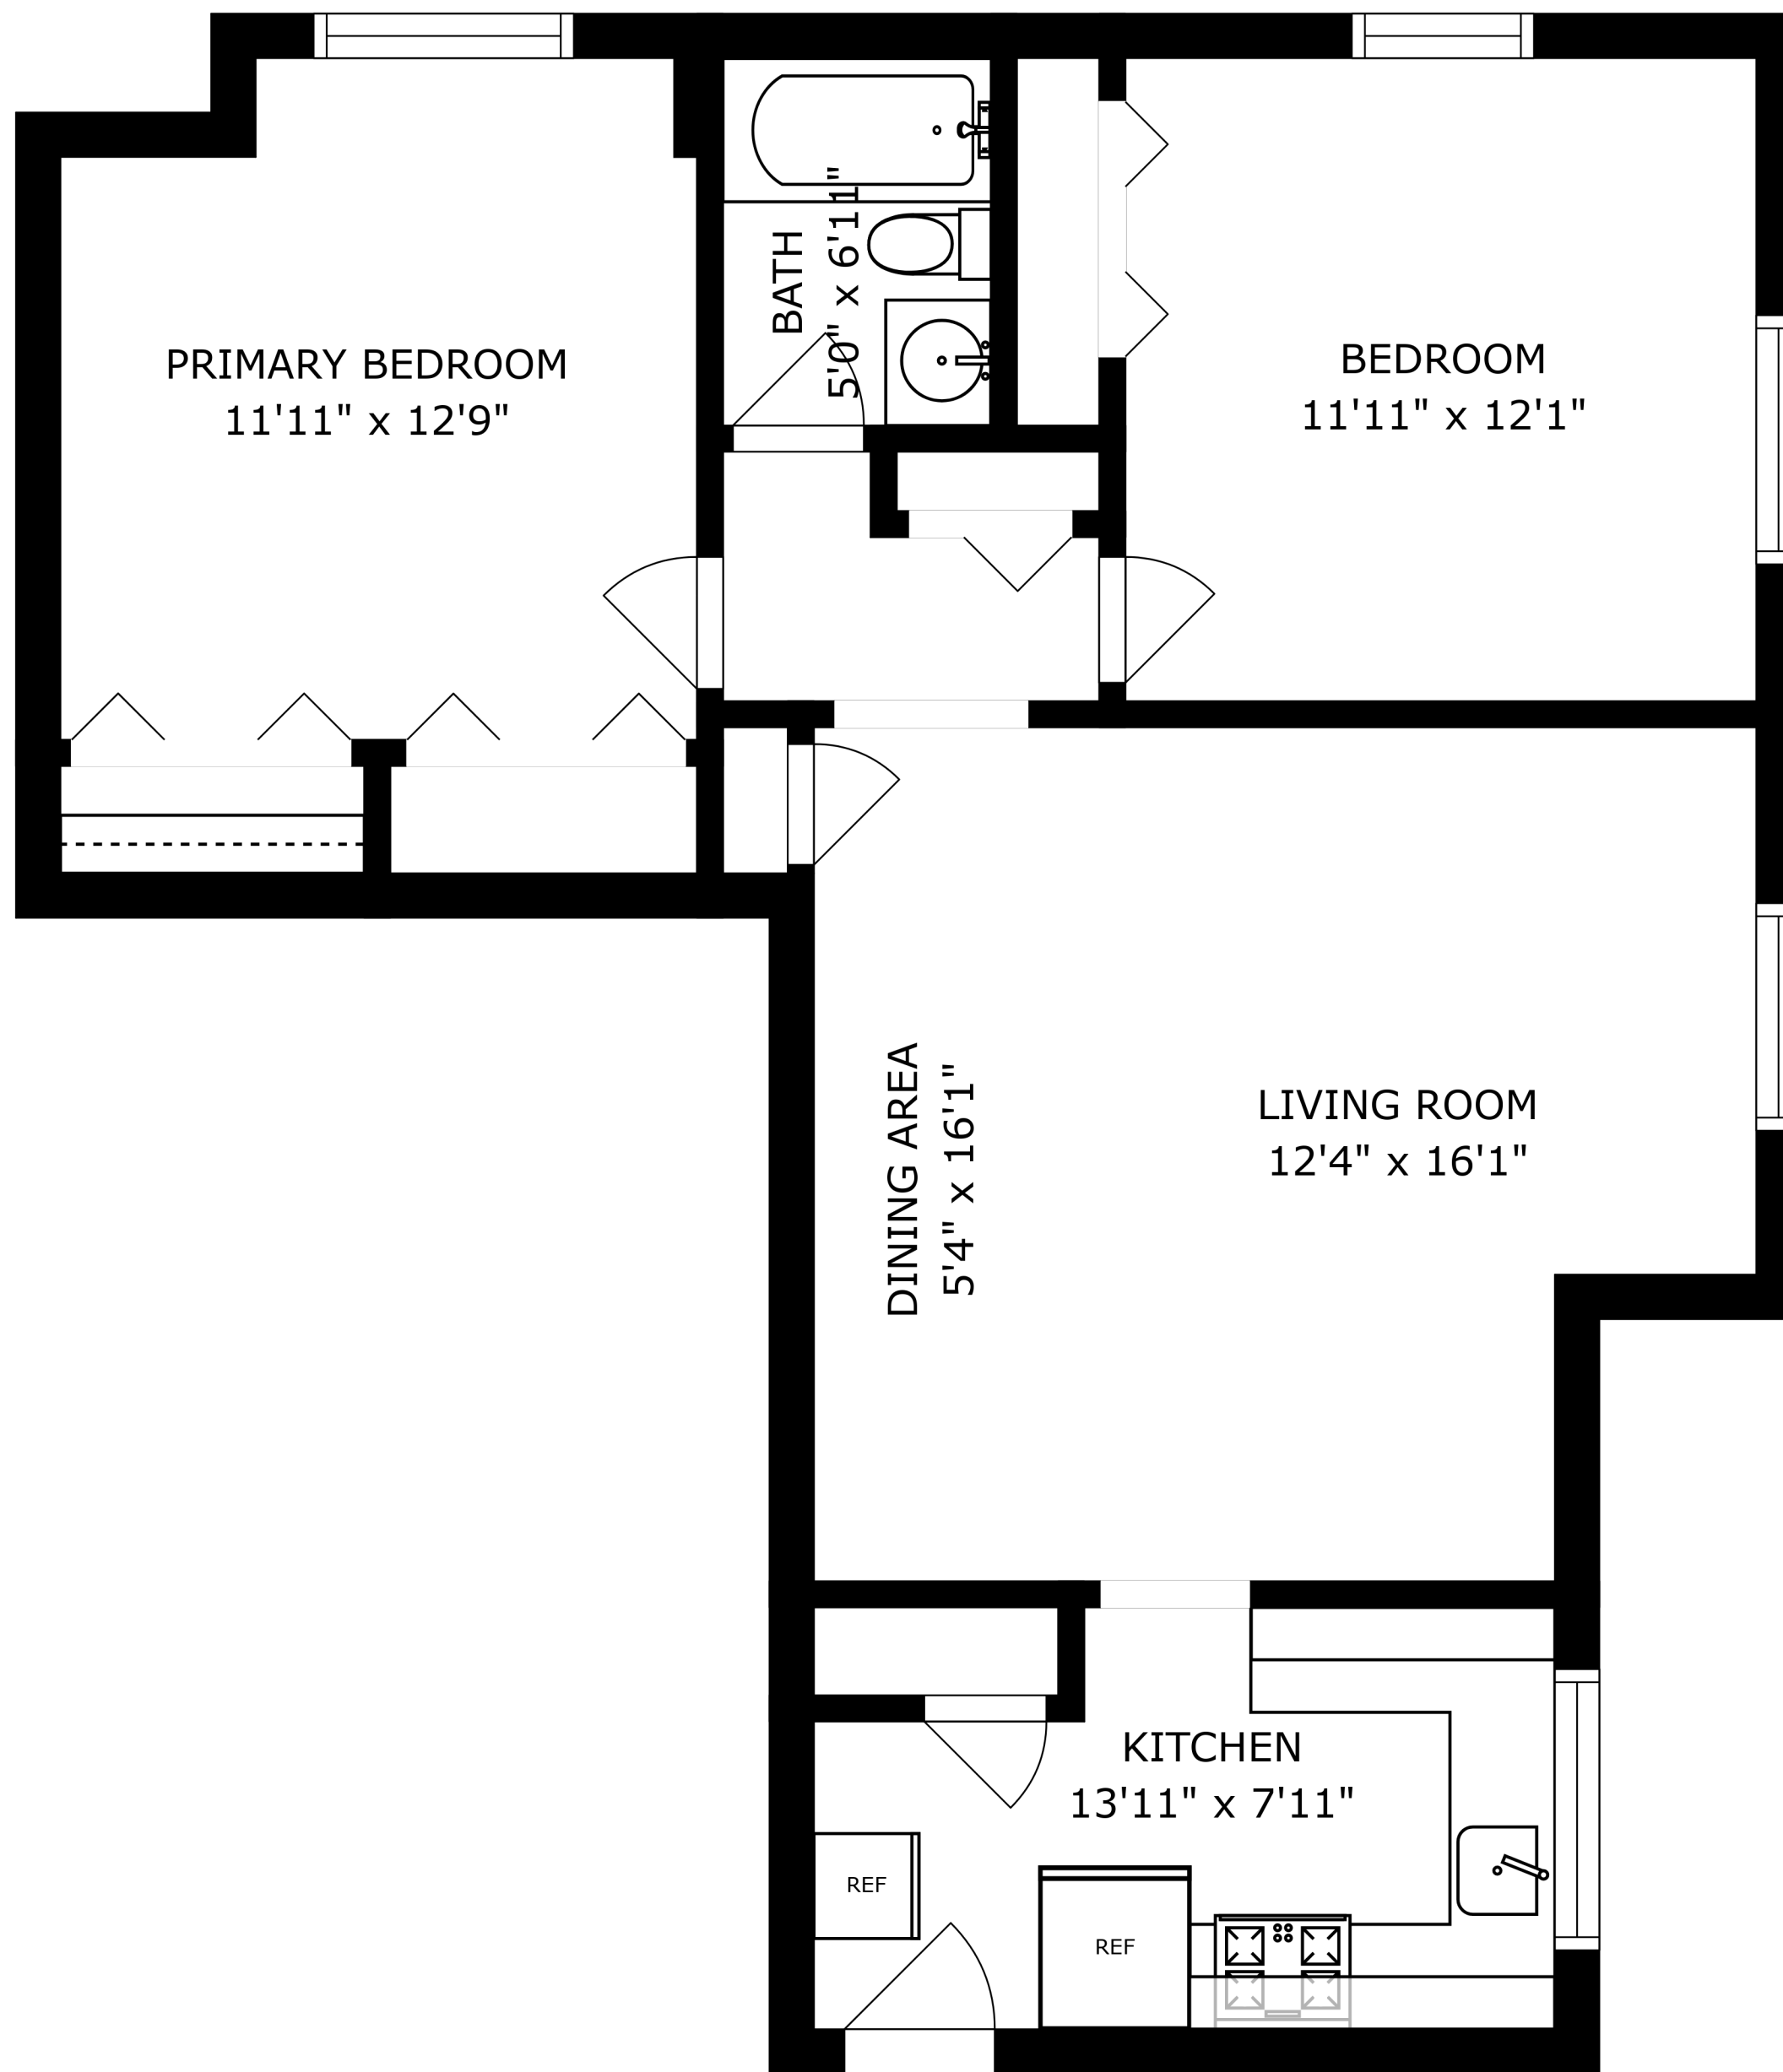 PRIMARY BEDROOM
11'11" x 12'9"
BATH
5'0" x 6'11"
BEDROOM
11'11" x 12'1"
DINING AREA
5'4" x 16'1"
LIVING ROOM
12'4" x 16'1"
KITCHEN
13'11" x 7'11"
REF
REF